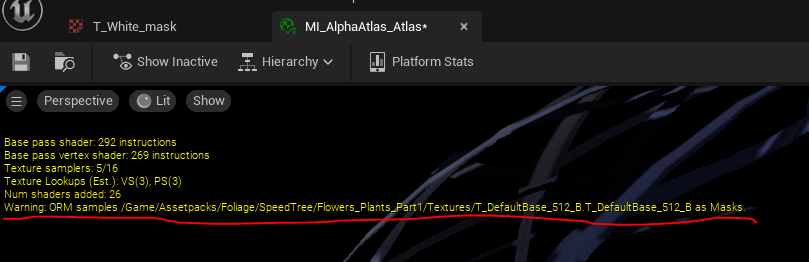 T_White_mask
MI_AlphaAtlas_Atlas*
Show Inactive
Hierarchy
Platform Stats
Perspective
Lit
Show
Base pass shader: 292 instructions
Base pass vertex shader: 269 instructions
Texture samplers: 5/16
Texture Lookups (Est.): VS(3), PS(3)
Num shaders added: 26
Warning: ORM samples /Game/Assetpacks/Foliage/SpeedTree/Flowers_Plants_Part1/Textures/T_DefaultBase_512_B.T_DefaultBase_512_B as Masks.